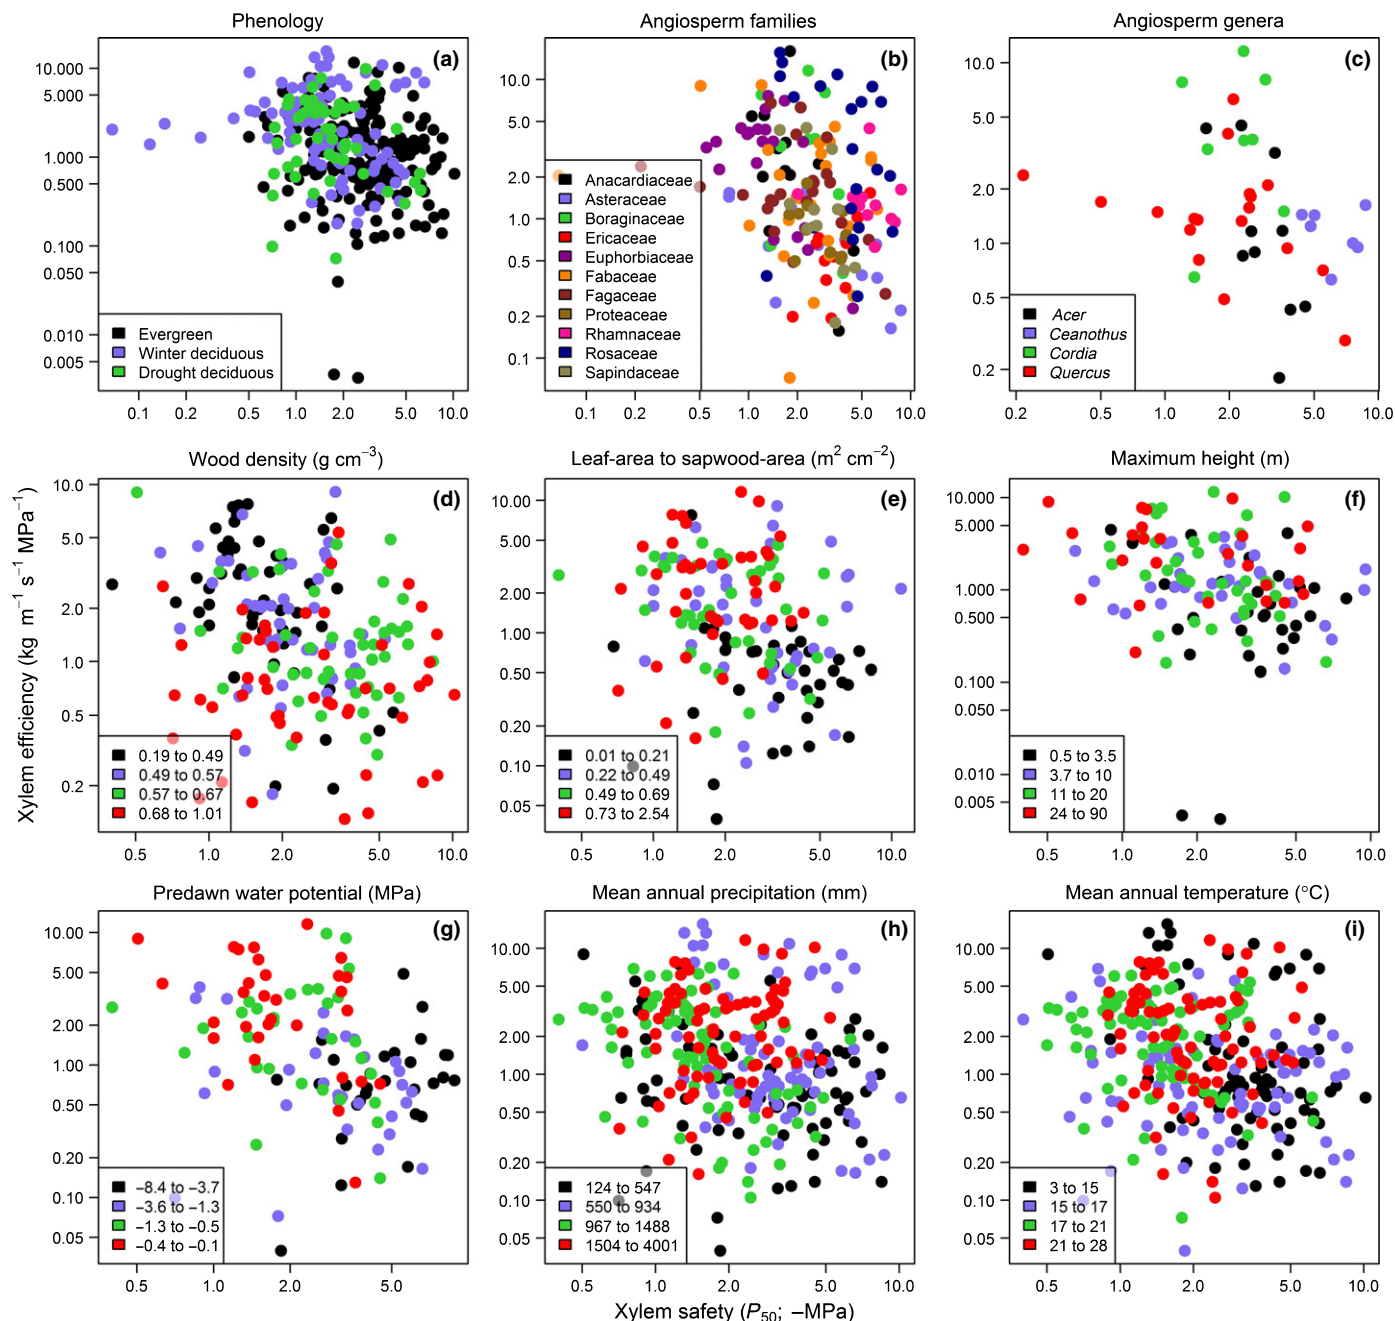 Phenology
Angiosperm families
Angiosperm genera
(a)
10.000
5.000
1.000
0.500
0.100
0.050
0.010
0.005
Evergreen
Winter deciduous
Drought deciduous
0.1 0.2 0.5 1.0 2.0 5.0 10.0
(b)
10.0
5.0
2.0
1.0
0.5
0.2
0.1
Anacardiaceae
Asteraceae
Boraginaceae
Ericaceae
Euphorbiaceae
Fabaceae
Fagaceae
Proteaceae
Rhamnaceae
Rosaceae
Sapindaceae
0.1 0.2 0.5 1.0 2.0 5.0 10.0
(c)
10.0
5.0
2.0
1.0
0.5
0.2
Acer
Ceanothus
Cordia
Quercus
0.2 0.5 1.0 2.0 5.0 10.0
Wood density (g cm−3)
Leaf-area to sapwood-area (m2 cm−2)
Maximum height (m)
Xylem efficiency (kg m−1 s−1 MPa−1)
(d)
10.0
5.0
2.0
1.0
0.5
0.2
0.19 to 0.49
0.49 to 0.57
0.57 to 0.67
0.68 to 1.01
0.5 1.0 2.0 5.0 10.0
(e)
10.00
5.00
2.00
1.00
0.50
0.20
0.10
0.05
0.01 to 0.21
0.22 to 0.49
0.49 to 0.69
0.73 to 2.54
0.5 1.0 2.0 5.0 10.0
(f)
10.000
5.000
1.000
0.500
0.100
0.050
0.010
0.005
0.5 to 3.5
3.7 to 10
11 to 20
24 to 90
0.5 1.0 2.0 5.0 10.0
Predawn water potential (MPa)
Mean annual precipitation (mm)
Mean annual temperature (°C)
(g)
10.00
5.00
2.00
1.00
0.50
0.20
0.10
0.05
−8.4 to −3.7
−3.6 to −1.3
−1.3 to −0.5
−0.4 to −0.1
0.5 1.0 2.0 5.0
(h)
10.00
5.00
2.00
1.00
0.50
0.20
0.10
0.05
124 to 547
550 to 934
967 to 1488
1504 to 4001
0.5 1.0 2.0 5.0 10.0
(i)
10.00
5.00
2.00
1.00
0.50
0.20
0.10
0.05
3 to 15
15 to 17
17 to 21
21 to 28
0.5 1.0 2.0 5.0 10.0
Xylem safety (P50; –MPa)